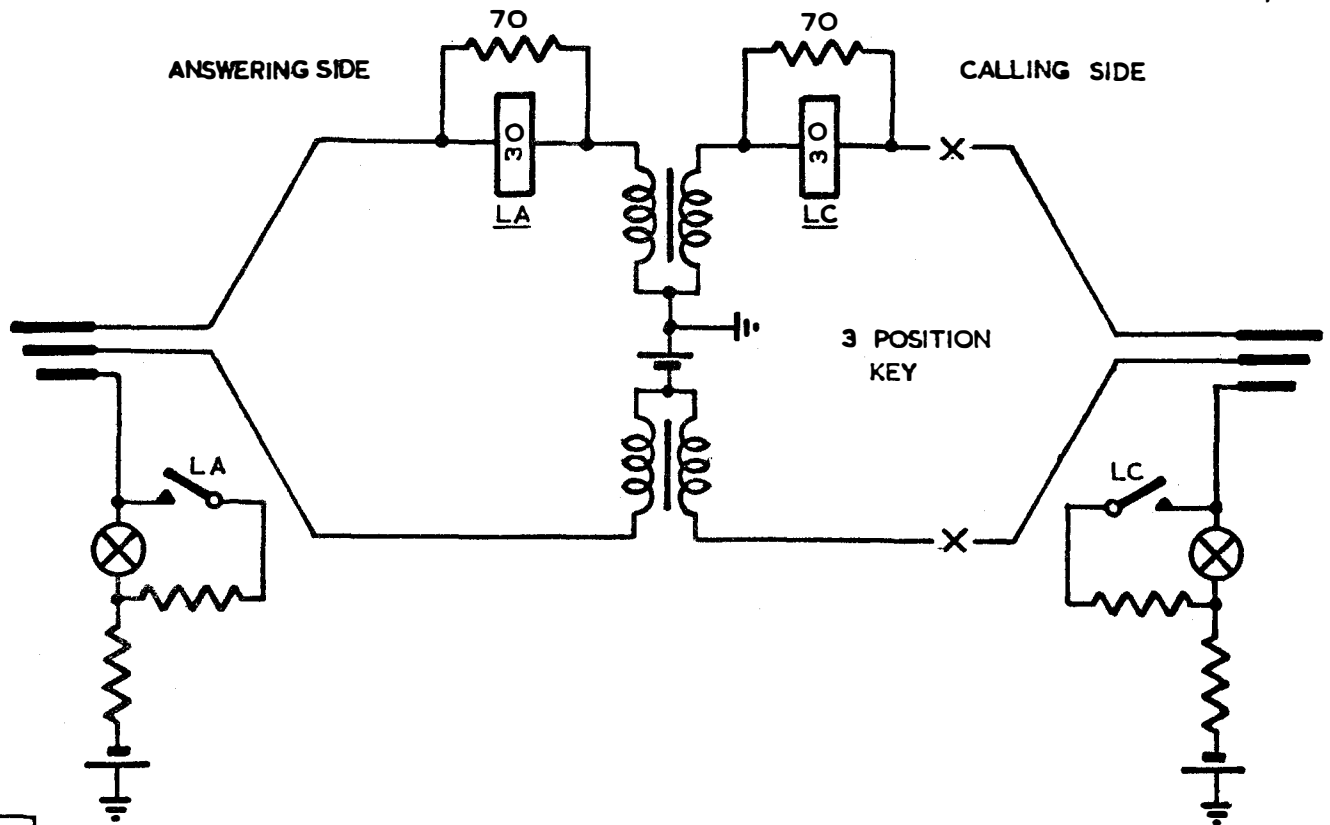 70
70
ANSWERING SIDE
CALLING SIDE
30
30
LA
LC
3 POSITION
KEY
LA
LC